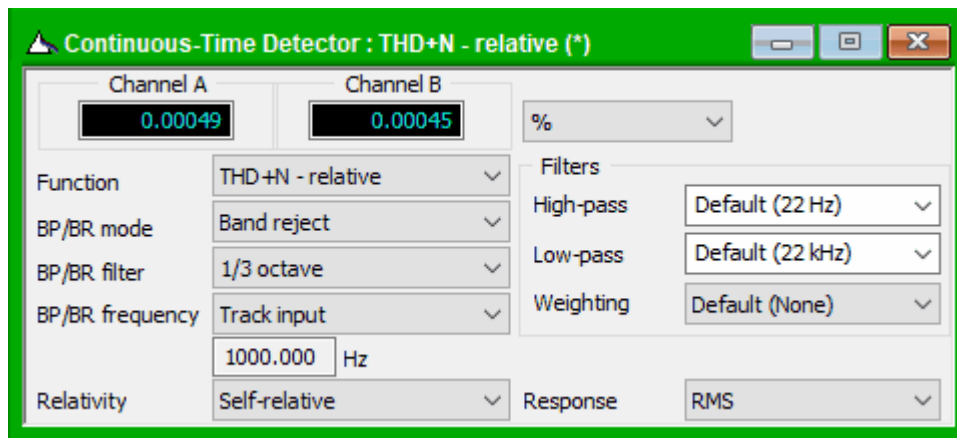 Continuous-Time Detector : THD+N - relative (*)
Channel A
Channel B
0.00049
0.00045
%
Function
THD+N - relative
BP/BR mode
Band reject
BP/BR filter
1/3 octave
BP/BR frequency
Track input
1000.000 Hz
Relativity
Self-relative
Filters
High-pass
Default (22 Hz)
Low-pass
Default (22 kHz)
Weighting
Default (None)
Response
RMS